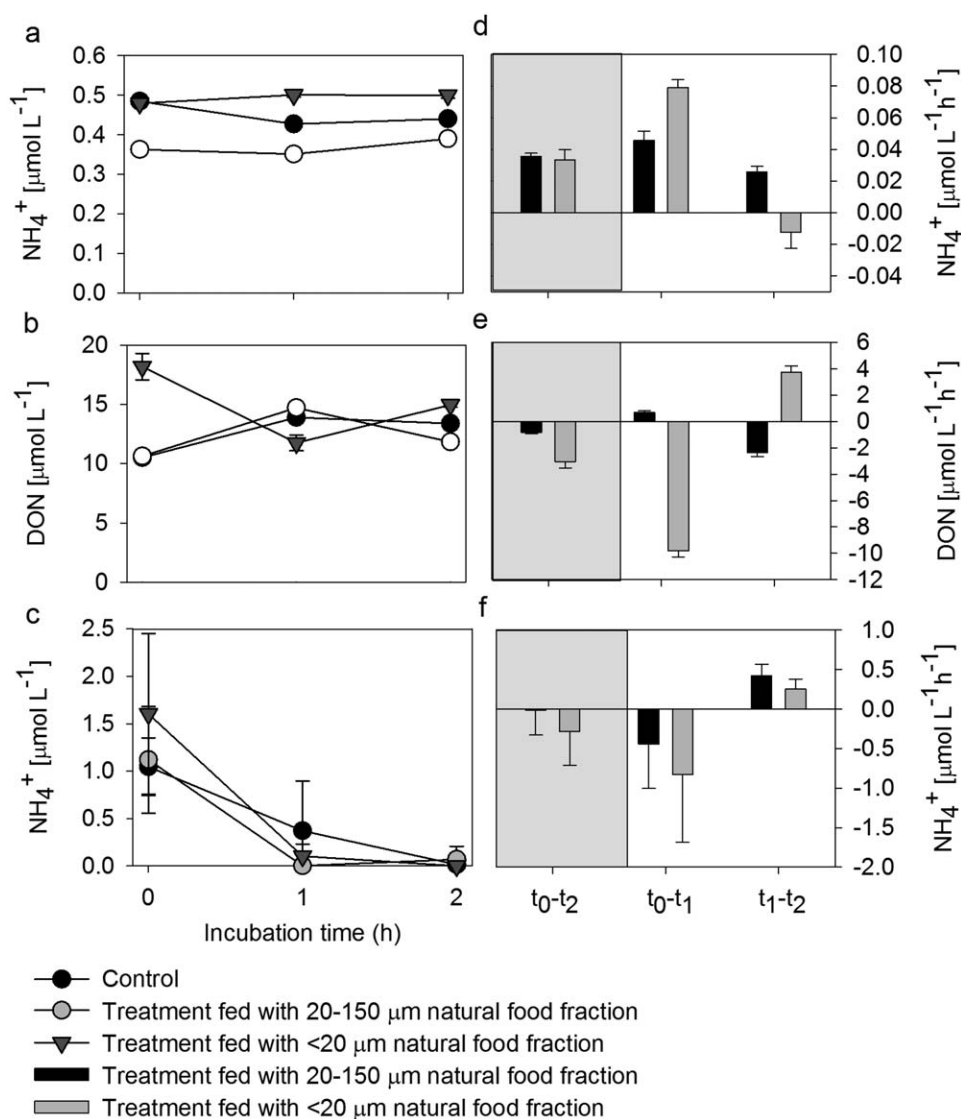 a
0.6
0.5
0.4
0.3
0.2
0.1
0.0
NH₄⁺ [μmol L⁻¹]
d
0.10
0.08
0.06
0.04
0.02
0.00
-0.02
-0.04
NH₄⁺ [μmol L⁻¹h⁻¹]
b
20
15
10
5
0
DON [μmol L⁻¹]
e
6
4
2
0
-2
-4
-6
-8
-10
-12
DON [μmol L⁻¹h⁻¹]
c
2.5
2.0
1.5
1.0
0.5
0.0
NH₄⁺ [μmol L⁻¹]
0 1 2
Incubation time (h)
f
1.0
0.5
0.0
-0.5
-1.0
-1.5
-2.0
NH₄⁺ [μmol L⁻¹h⁻¹]
t₀-t₂ t₀-t₁ t₁-t₂
Control
Treatment fed with 20-150 μm natural food fraction
Treatment fed with <20 μm natural food fraction
Treatment fed with 20-150 μm natural food fraction
Treatment fed with <20 μm natural food fraction